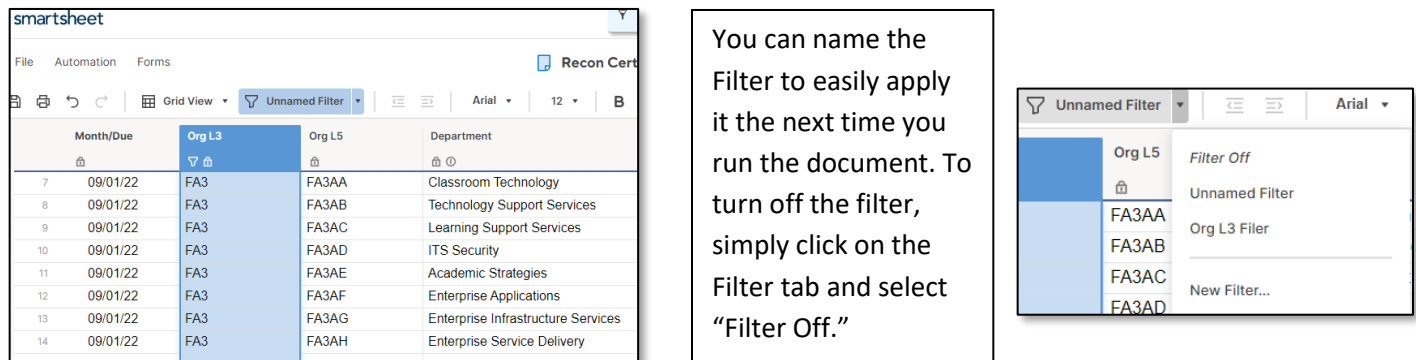 smartsheet
File Automation Forms Recon Cert
Grid View Unnamed Filter Arial 12 B
Month/Due Org L3 Org L5 Department
7 09/01/22 FA3 FA3AA Classroom Technology
8 09/01/22 FA3 FA3AB Technology Support Services
9 09/01/22 FA3 FA3AC Learning Support Services
10 09/01/22 FA3 FA3AD ITS Security
11 09/01/22 FA3 FA3AE Academic Strategies
12 09/01/22 FA3 FA3AF Enterprise Applications
13 09/01/22 FA3 FA3AG Enterprise Infrastructure Services
14 09/01/22 FA3 FA3AH Enterprise Service Delivery
You can name the
Filter to easily apply
it the next time you
run the document. To
turn off the filter,
simply click on the
Filter tab and select
“Filter Off.”
Unnamed Filter Arial
Org L5
FA3AA
FA3AB
FA3AC
FA3AD
Filter Off
Unnamed Filter
Org L3 Filer
New Filter...